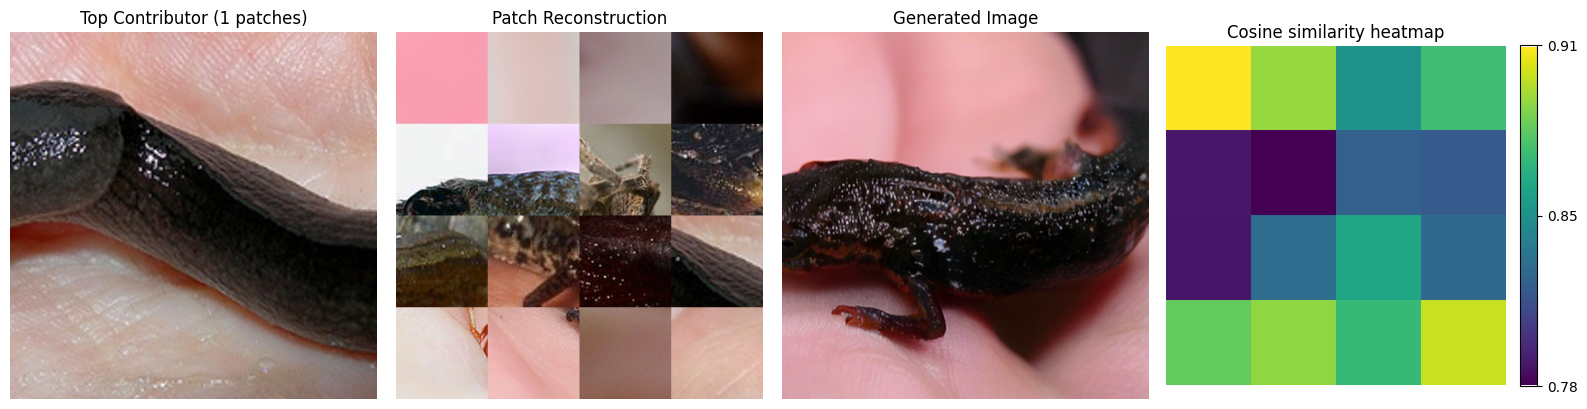 Top Contributor (1 patches)
Patch Reconstruction
Generated Image
Cosine similarity heatmap
0.91
0.85
0.78